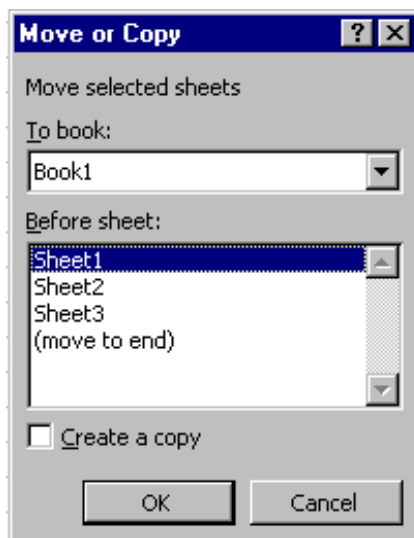 Move or Copy
Move selected sheets
To book:
Book1
Before sheet:
Sheet1
Sheet2
Sheet3
(move to end)
Create a copy
OK Cancel